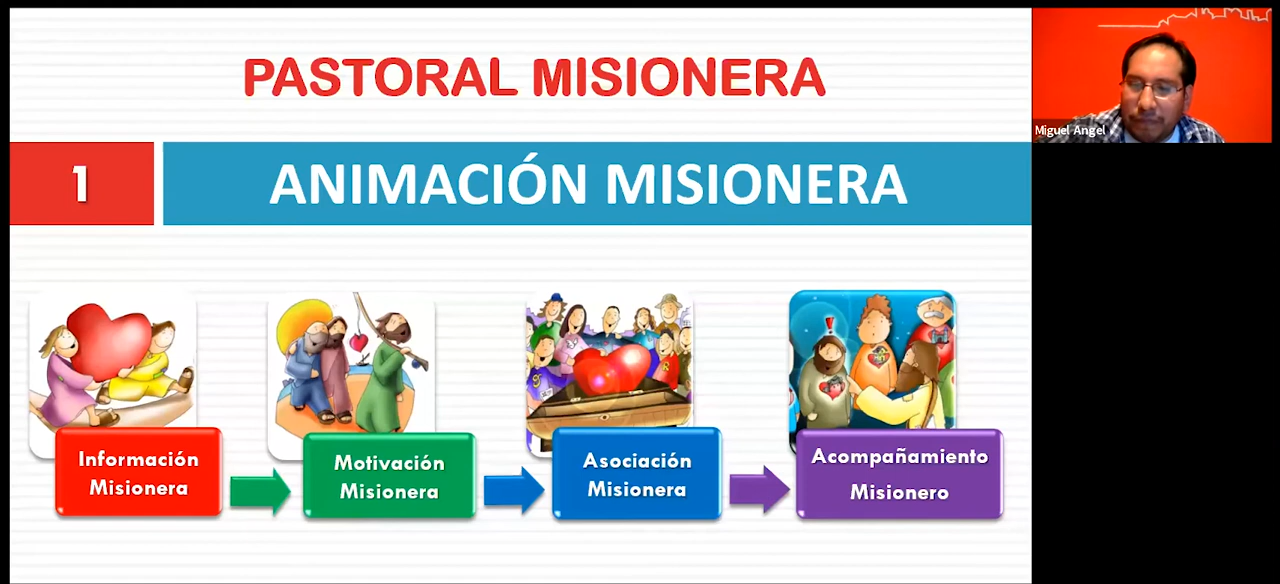 PASTORAL MISIONERA
Miguel Angel
1
ANIMACIÓN MISIONERA
Información
Misionera
Motivación
Misionera
Asociación
Misionera
Acompañamiento
Misionero